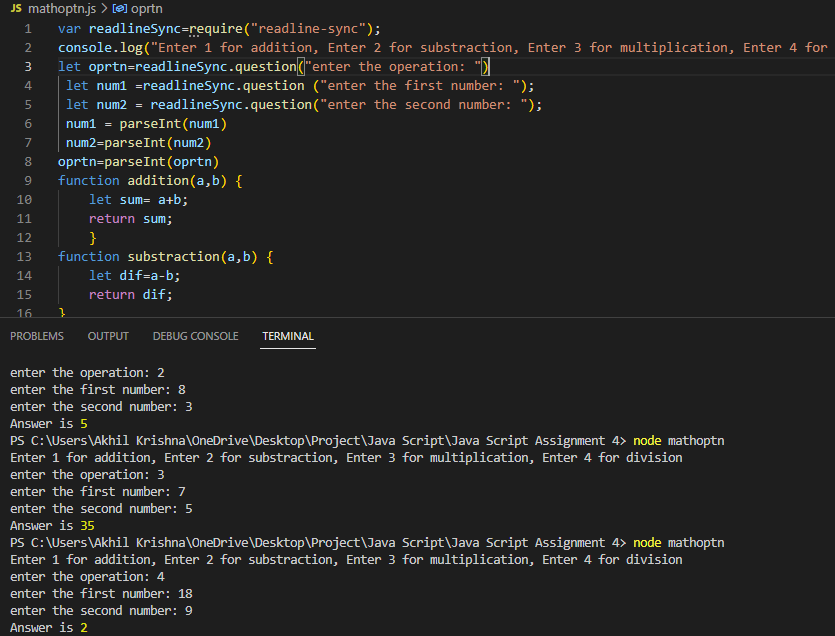 JS mathoptn.js > oprtn
1 var readlineSync=require("readline-sync");
2 console.log("Enter 1 for addition, Enter 2 for substraction, Enter 3 for multiplication, Enter 4 for
3 let oprtn=readlineSync.question("enter the operation: ")
4 let num1 =readlineSync.question ("enter the first number: ");
5 let num2 = readlineSync.question("enter the second number: ");
6 num1 = parseInt(num1)
7 num2=parseInt(num2)
8 oprtn=parseInt(oprtn)
9 function addition(a,b) {
10 let sum= a+b;
11 return sum;
12 }
13 function substraction(a,b) {
14 let dif=a-b;
15 return dif;
16 }
PROBLEMS OUTPUT DEBUG CONSOLE TERMINAL
enter the operation: 2
enter the first number: 8
enter the second number: 3
Answer is 5
PS C:\Users\Akhil Krishna\OneDrive\Desktop\Project\Java Script\Java Script Assignment 4> node mathoptn
Enter 1 for addition, Enter 2 for substraction, Enter 3 for multiplication, Enter 4 for division
enter the operation: 3
enter the first number: 7
enter the second number: 5
Answer is 35
PS C:\Users\Akhil Krishna\OneDrive\Desktop\Project\Java Script\Java Script Assignment 4> node mathoptn
Enter 1 for addition, Enter 2 for substraction, Enter 3 for multiplication, Enter 4 for division
enter the operation: 4
enter the first number: 18
enter the second number: 9
Answer is 2